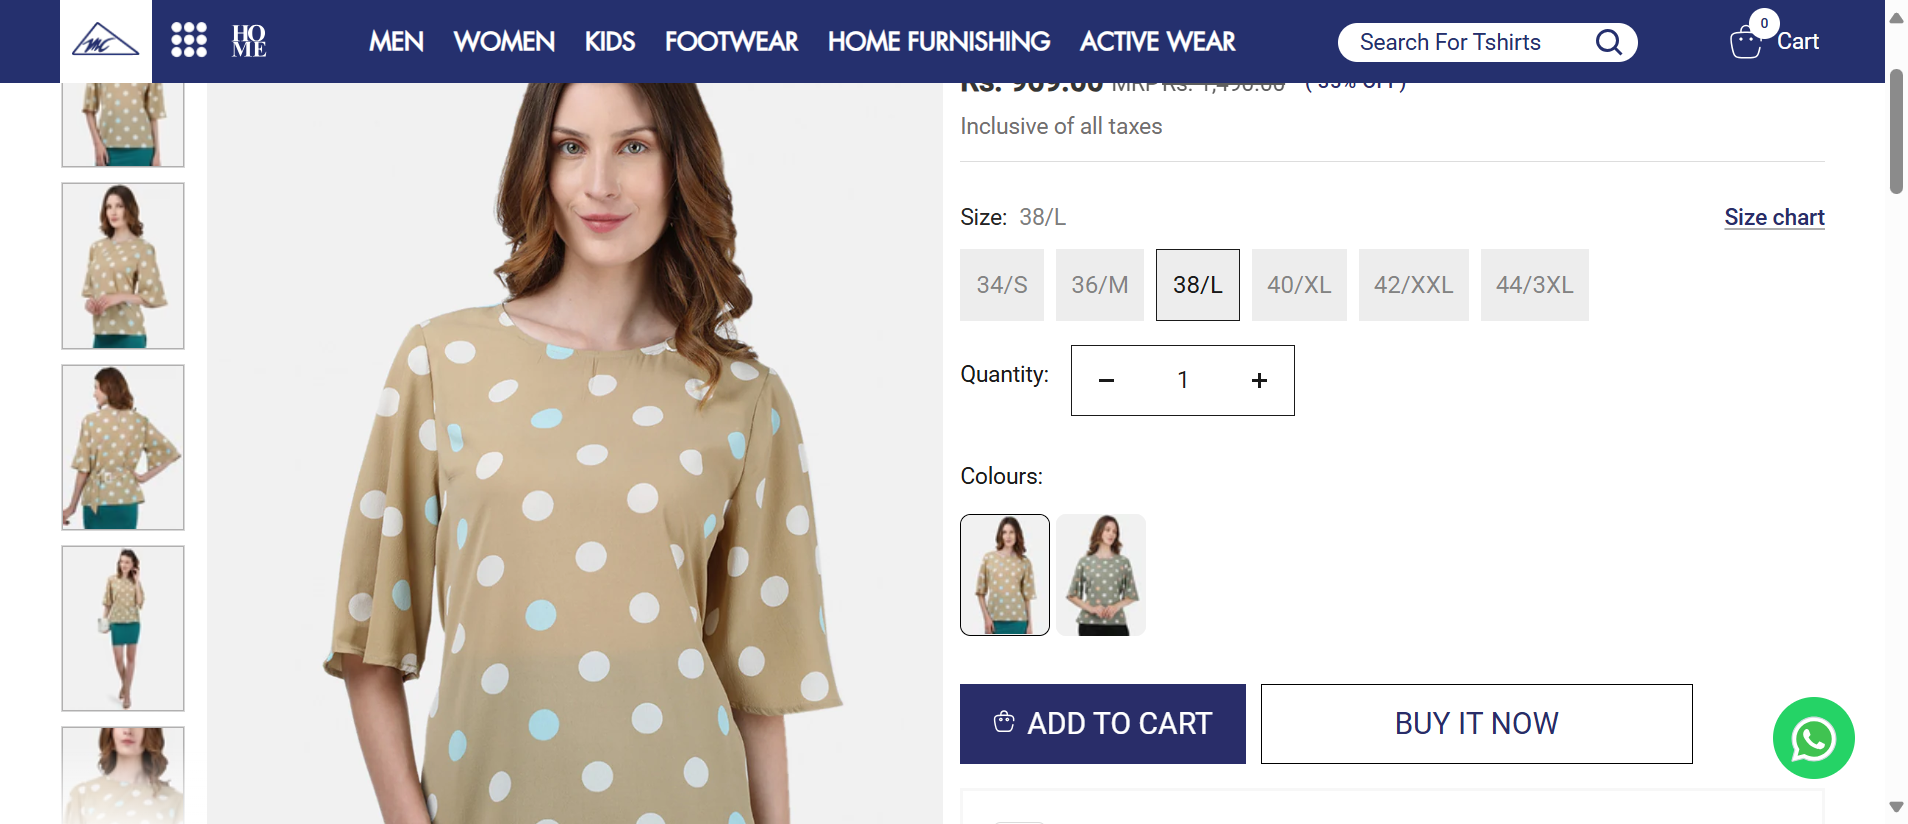 MC
HO
ME
MEN WOMEN KIDS FOOTWEAR HOME FURNISHING ACTIVE WEAR
Search For Tshirts
0
Cart
Inclusive of all taxes
Size: 38/L
Size chart
34/S 36/M 38/L 40/XL 42/XXL 44/3XL
Quantity: − 1 +
Colours:
ADD TO CART
BUY IT NOW